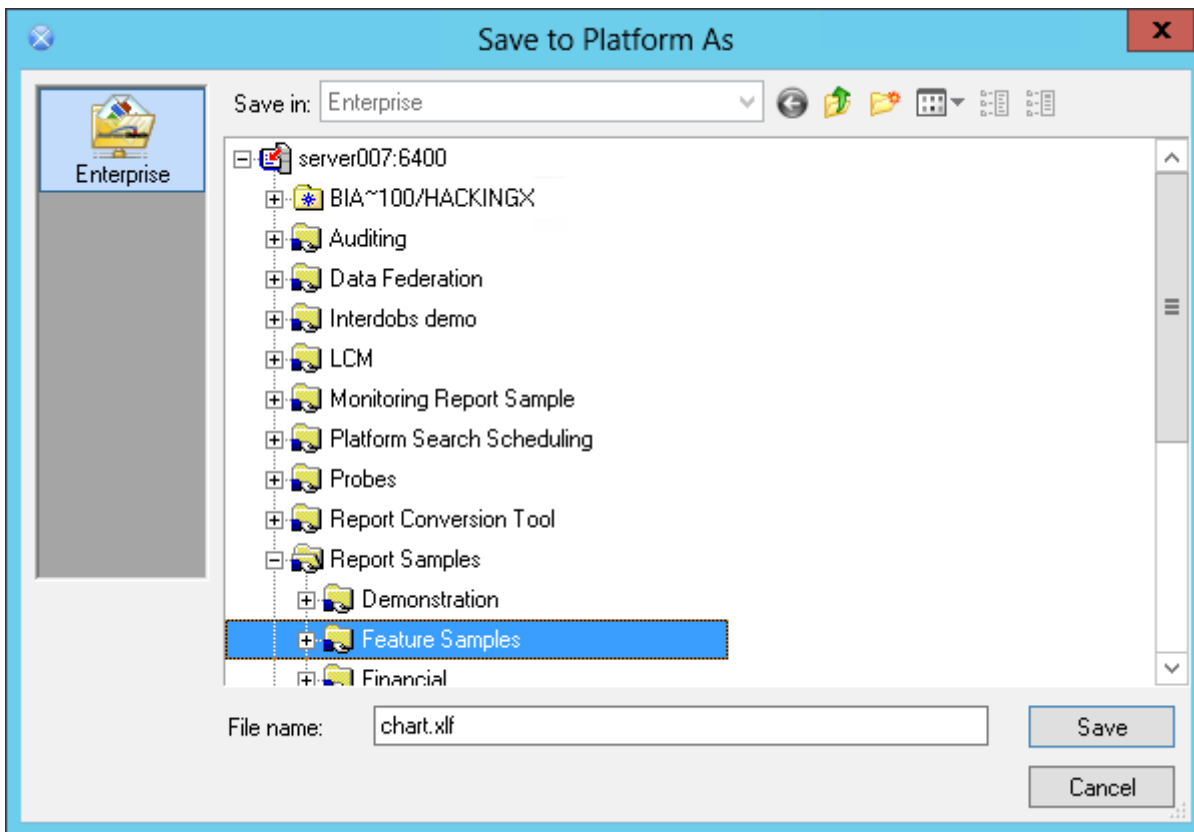 Save to Platform As
x
Save in: Enterprise
Enterprise
server007:6400
BIA~100/HACKINGX
Auditing
Data Federation
Interdobs demo
LCM
Monitoring Report Sample
Platform Search Scheduling
Probes
Report Conversion Tool
Report Samples
Demonstration
Feature Samples
Financial
File name: chart.xlf
Save
Cancel